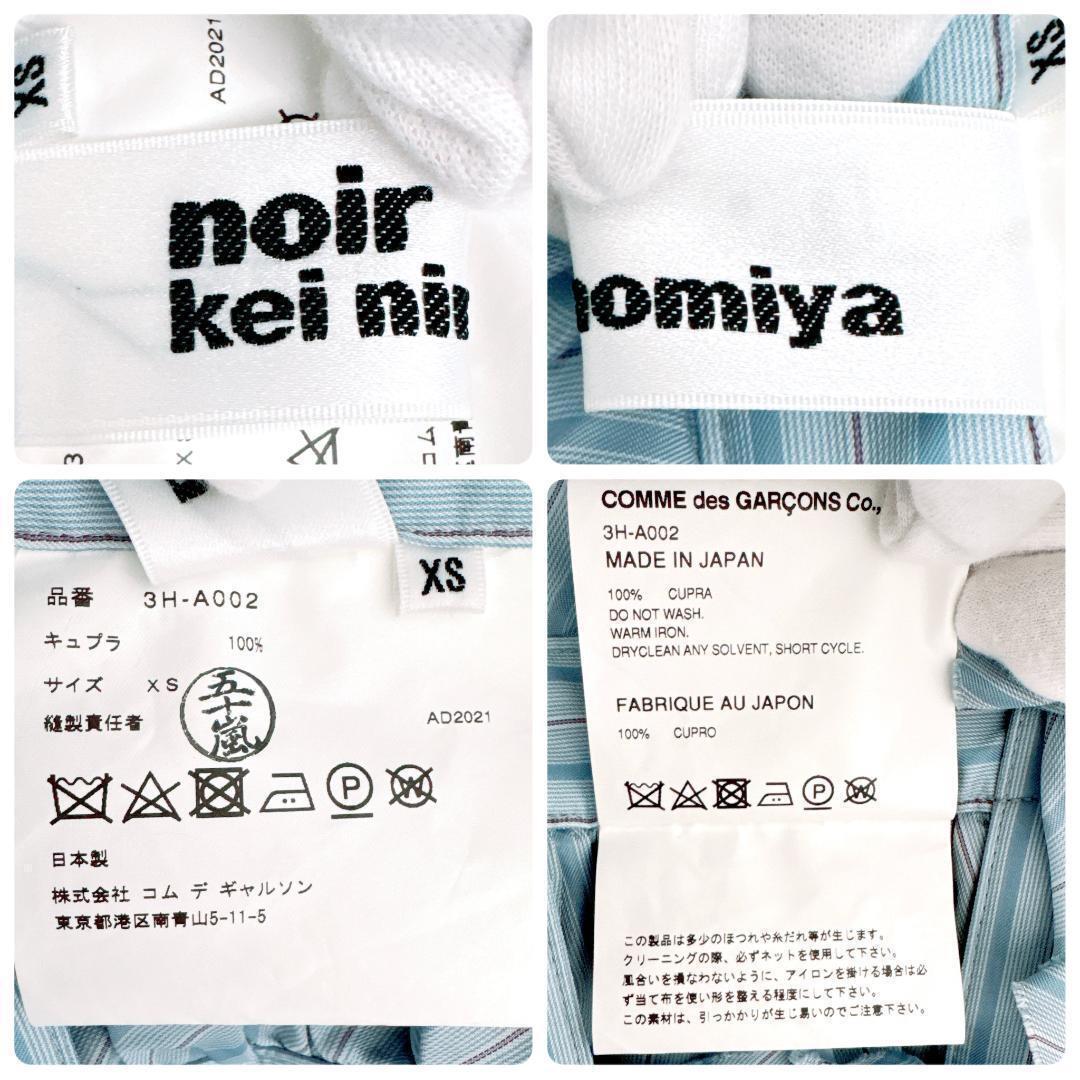 XS
AD2021
noir
kei nin
XS
nomiya
XS
品番 3H-A002
キュプラ 100%
サイズ XS
縫製責任者 五十嵐 AD2021
P W
日本製
株式会社 コム デ ギャルソン
東京都港区南青山5-11-5
COMME des GARÇONS Co.,
3H-A002
MADE IN JAPAN
100% CUPRA
DO NOT WASH.
WARM IRON.
DRYCLEAN ANY SOLVENT, SHORT CYCLE.
FABRIQUE AU JAPON
100% CUPRO
P W
この製品は多少のほつれや糸だれ等が生じます。
クリーニングの際、必ずネットを使用して下さい。
風合いを損なわないように、アイロンを掛ける場合は必
ず当て布を使い形を整える程度にして下さい。
この素材は、引っかかりが生じ易いのでご注意下さい。